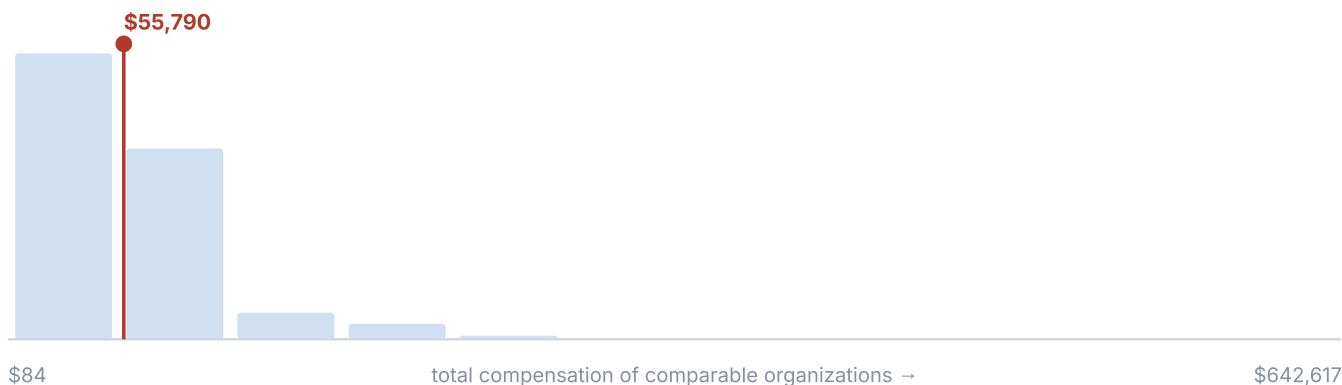 $55,790
$84
total compensation of comparable organizations →
$642,617